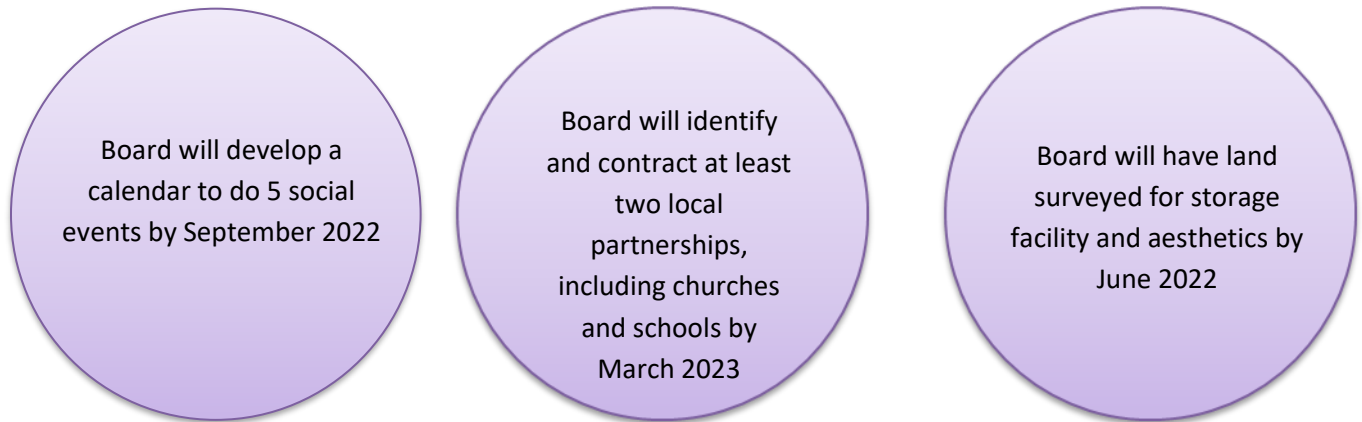 Board will develop a
calendar to do 5 social
events by September 2022
Board will identify
and contract at least
two local
partnerships,
including churches
and schools by
March 2023
Board will have land
surveyed for storage
facility and aesthetics by
June 2022